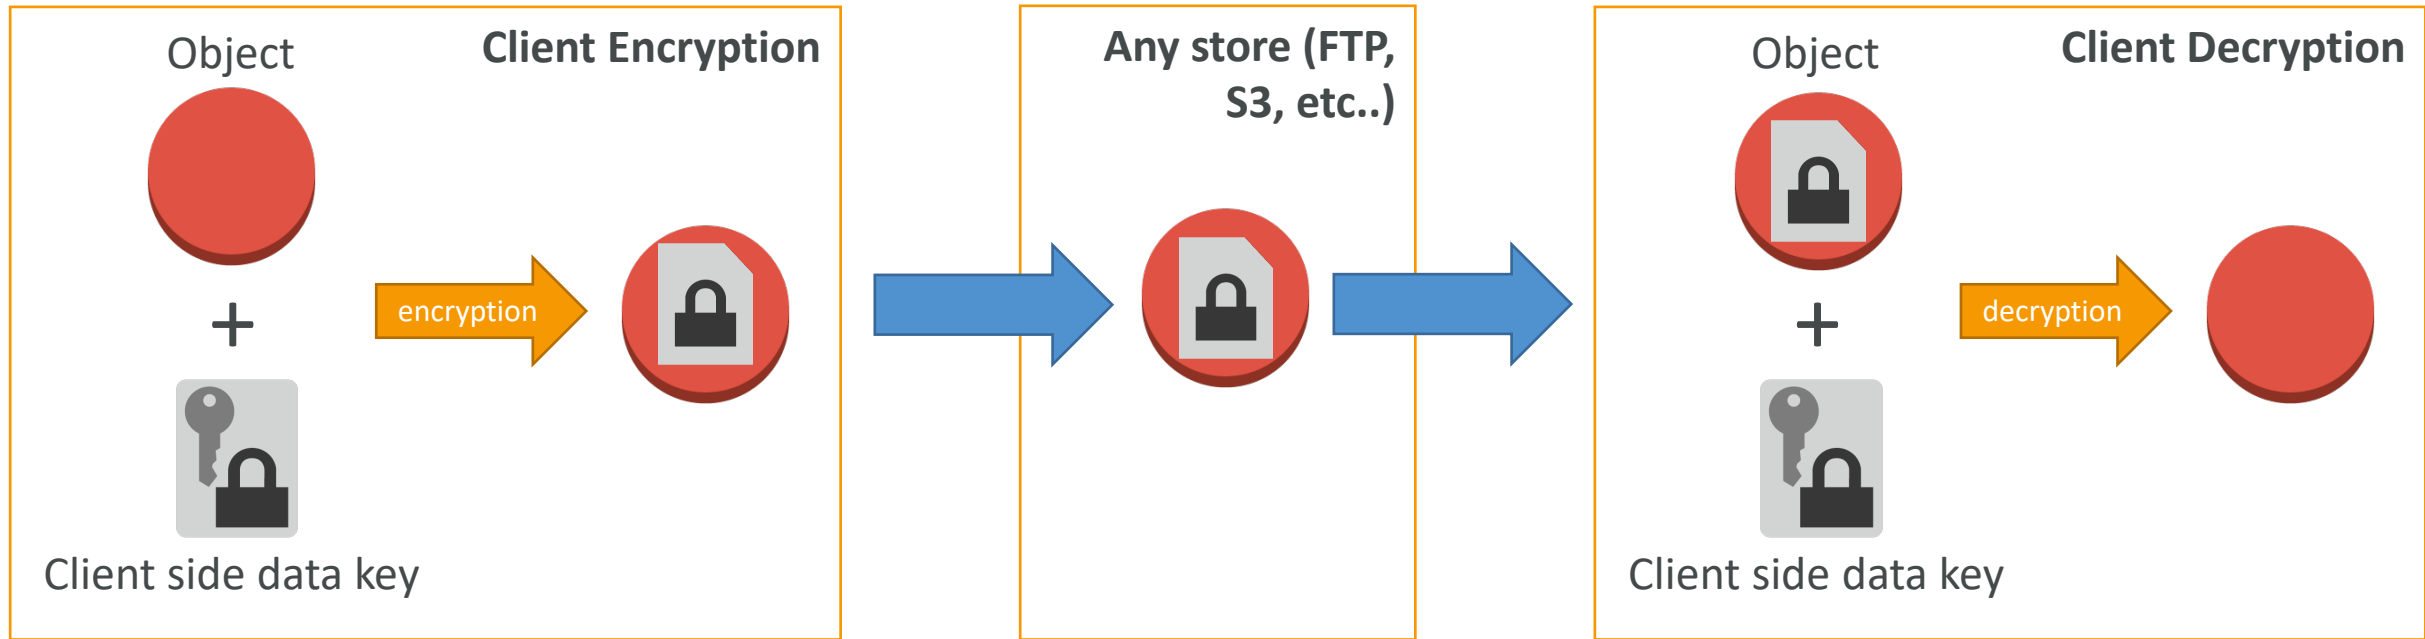 Object
Client Encryption
encryption
Client side data key
Any store (FTP,
S3, etc..)
Object
Client Decryption
decryption
Client side data key